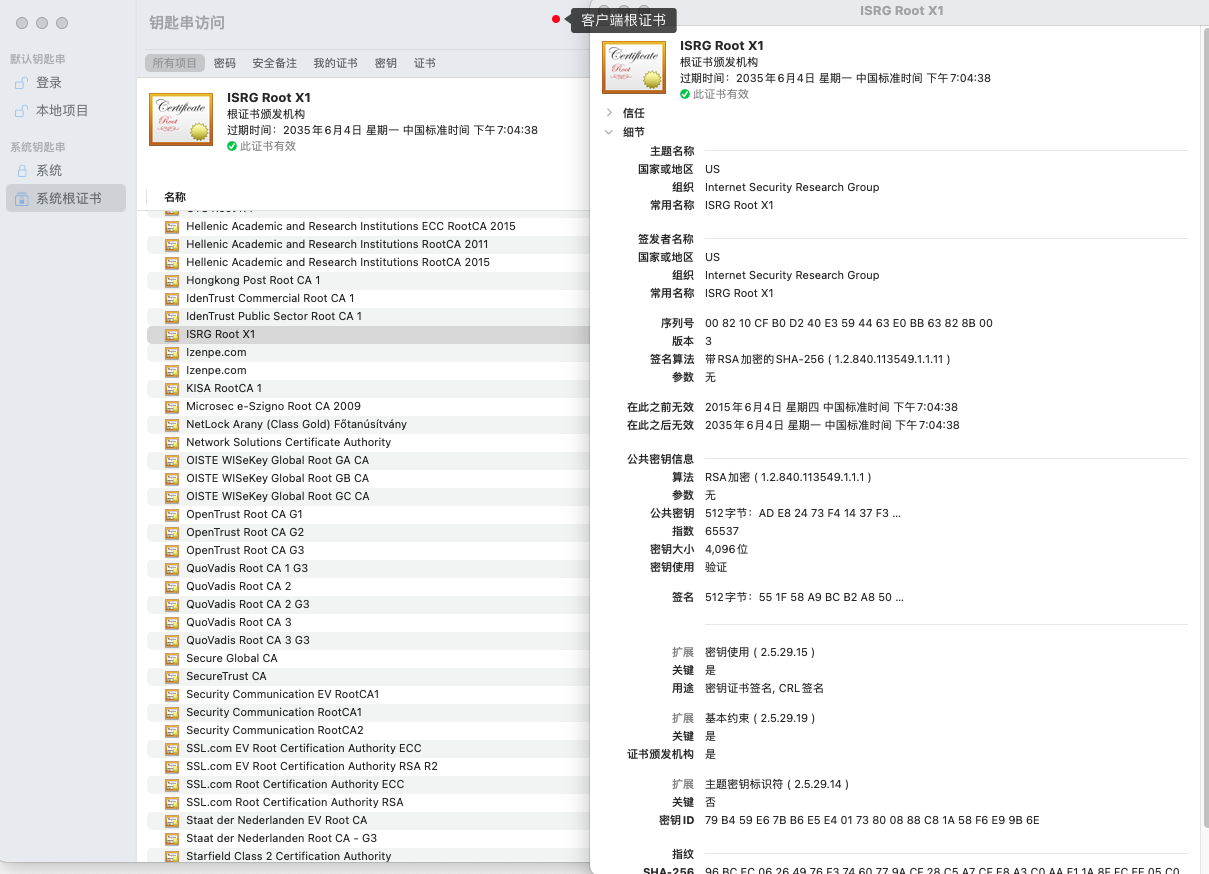 钥匙串访问
客户端根证书
默认钥匙串
登录
本地项目
系统钥匙串
系统
系统根证书
所有项目 密码 安全备注 我的证书 密钥 证书
ISRG Root X1
根证书颁发机构
过期时间：2035年6月4日 星期一 中国标准时间 下午7:04:38
此证书有效
名称
Hellenic Academic and Research Institutions ECC RootCA 2015
Hellenic Academic and Research Institutions RootCA 2011
Hellenic Academic and Research Institutions RootCA 2015
Hongkong Post Root CA 1
IdenTrust Commercial Root CA 1
IdenTrust Public Sector Root CA 1
ISRG Root X1
Izenpe.com
Izenpe.com
KISA RootCA 1
Microsec e-Szigno Root CA 2009
NetLock Arany (Class Gold) Főtanúsítvány
Network Solutions Certificate Authority
OISTE WISeKey Global Root GA CA
OISTE WISeKey Global Root GB CA
OISTE WISeKey Global Root GC CA
OpenTrust Root CA G1
OpenTrust Root CA G2
OpenTrust Root CA G3
QuoVadis Root CA 1 G3
QuoVadis Root CA 2
QuoVadis Root CA 2 G3
QuoVadis Root CA 3
QuoVadis Root CA 3 G3
Secure Global CA
SecureTrust CA
Security Communication EV RootCA1
Security Communication RootCA1
Security Communication RootCA2
SSL.com EV Root Certification Authority ECC
SSL.com EV Root Certification Authority RSA R2
SSL.com Root Certification Authority ECC
SSL.com Root Certification Authority RSA
Staat der Nederlanden EV Root CA
Staat der Nederlanden Root CA - G3
Starfield Class 2 Certification Authority
ISRG Root X1
ISRG Root X1
根证书颁发机构
过期时间：2035年6月4日 星期一 中国标准时间 下午7:04:38
此证书有效
信任
细节
主题名称
国家或地区 US
组织 Internet Security Research Group
常用名称 ISRG Root X1
签发者名称
国家或地区 US
组织 Internet Security Research Group
常用名称 ISRG Root X1
序列号 00 82 10 CF B0 D2 40 E3 59 44 63 E0 BB 63 82 8B 00
版本 3
签名算法 带RSA加密的SHA-256 ( 1.2.840.113549.1.1.11 )
参数 无
在此之前无效 2015年6月4日 星期四 中国标准时间 下午7:04:38
在此之后无效 2035年6月4日 星期一 中国标准时间 下午7:04:38
公共密钥信息
算法 RSA加密 ( 1.2.840.113549.1.1.1 )
参数 无
公共密钥 512字节：AD E8 24 73 F4 14 37 F3 ...
指数 65537
密钥大小 4,096位
密钥使用 验证
签名 512字节：55 1F 58 A9 BC B2 A8 50 ...
扩展 密钥使用 ( 2.5.29.15 )
关键 是
用途 密钥证书签名, CRL签名
扩展 基本约束 ( 2.5.29.19 )
关键 是
证书颁发机构 是
扩展 主题密钥标识符 ( 2.5.29.14 )
关键 否
密钥ID 79 B4 59 E6 7B B6 E5 E4 01 73 80 08 88 C8 1A 58 F6 E9 9B 6E
指纹
SHA-256 96 BC EC 06 26 49 76 F3 74 60 77 9A CF 28 C5 A7 CF E8 A3 C0 AA E1 1A 8F FC EE 05 C0